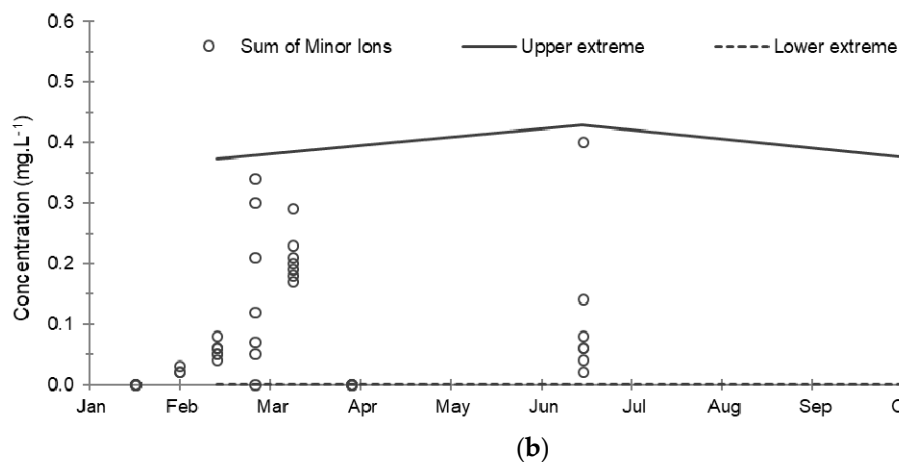 0.6
Sum of Minor Ions Upper extreme Lower extreme
0.5
0.4
0.3
0.2
0.1
0.0
Concentration (mg.L⁻¹)
Jan Feb Mar Apr May Jun Jul Aug Sep
(b)